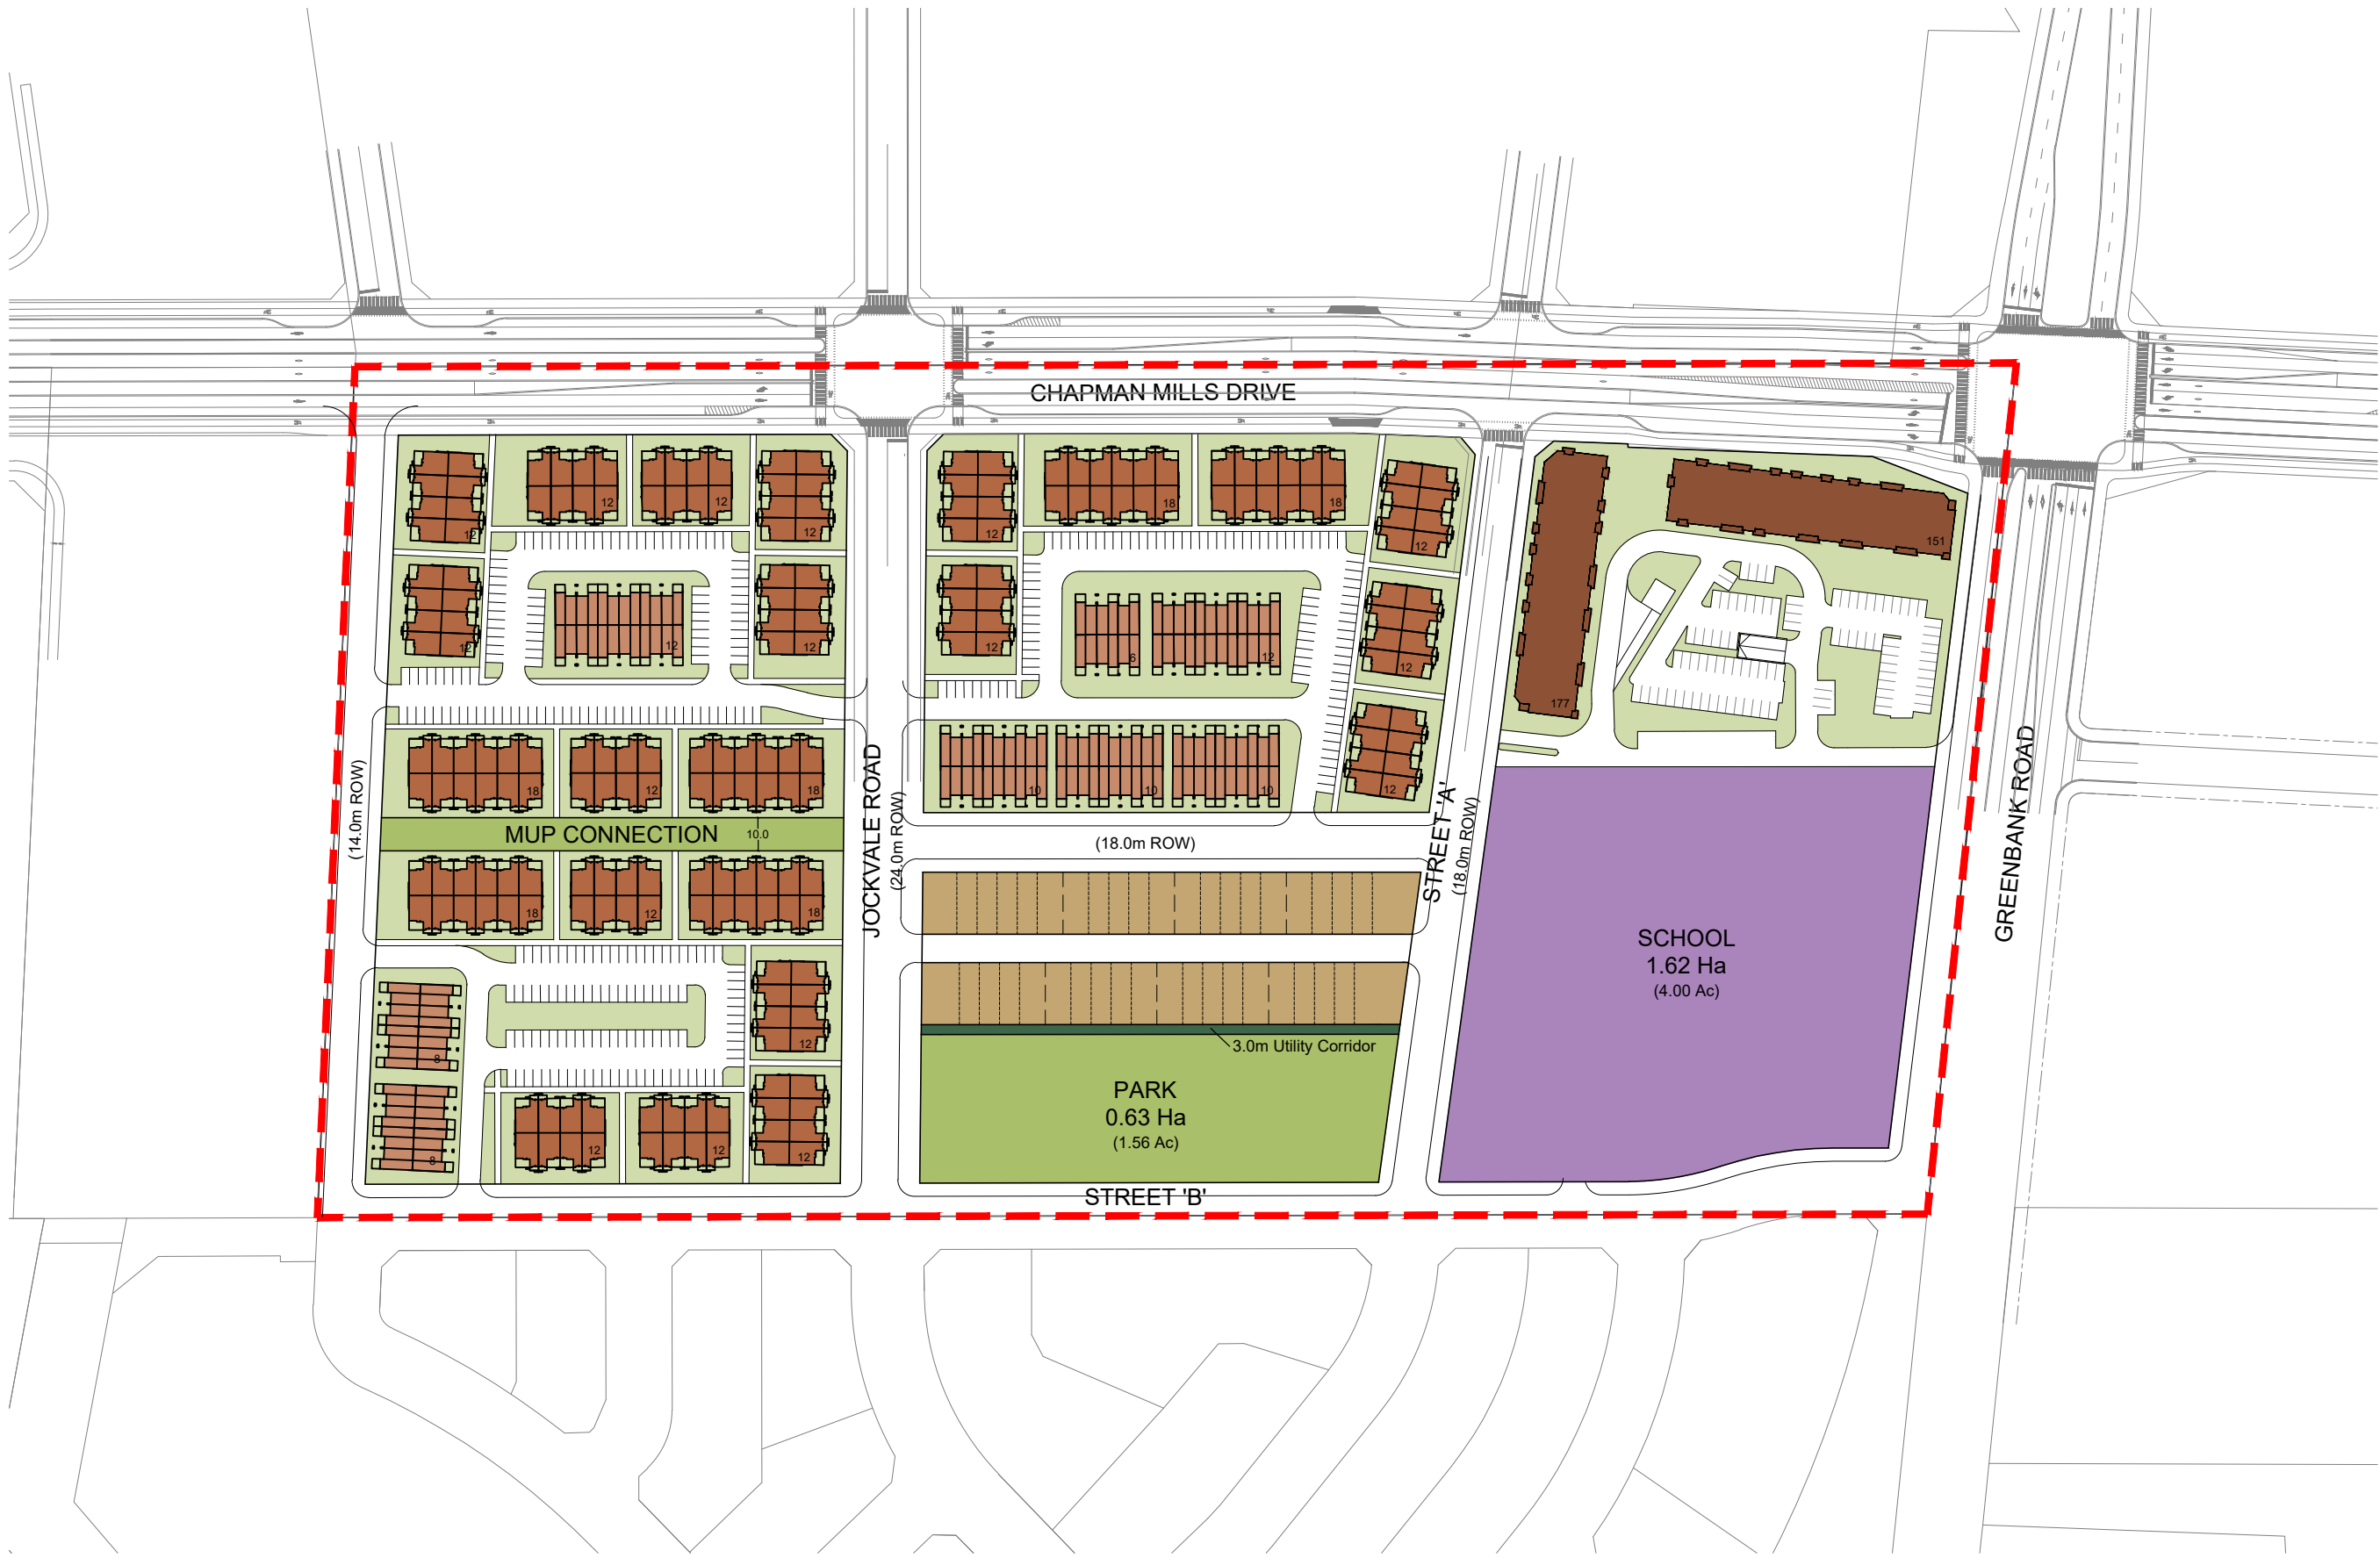 CHAPMAN MILLS DRIVE
12
12
12
12
12
18
18
12
151
12
12
12
12
6
12
12
177
18
12
18
10
10
10
12
MUP CONNECTION
10.0
(14.0m ROW)
JOCKVALE ROAD
(24.0m ROW)
(18.0m ROW)
STREET 'A'
(18.0m ROW)
GREENBANK ROAD
18
12
18
SCHOOL
1.62 Ha
(4.00 Ac)
12
8
3.0m Utility Corridor
PARK
0.63 Ha
(1.56 Ac)
8
12
12
12
STREET 'B'